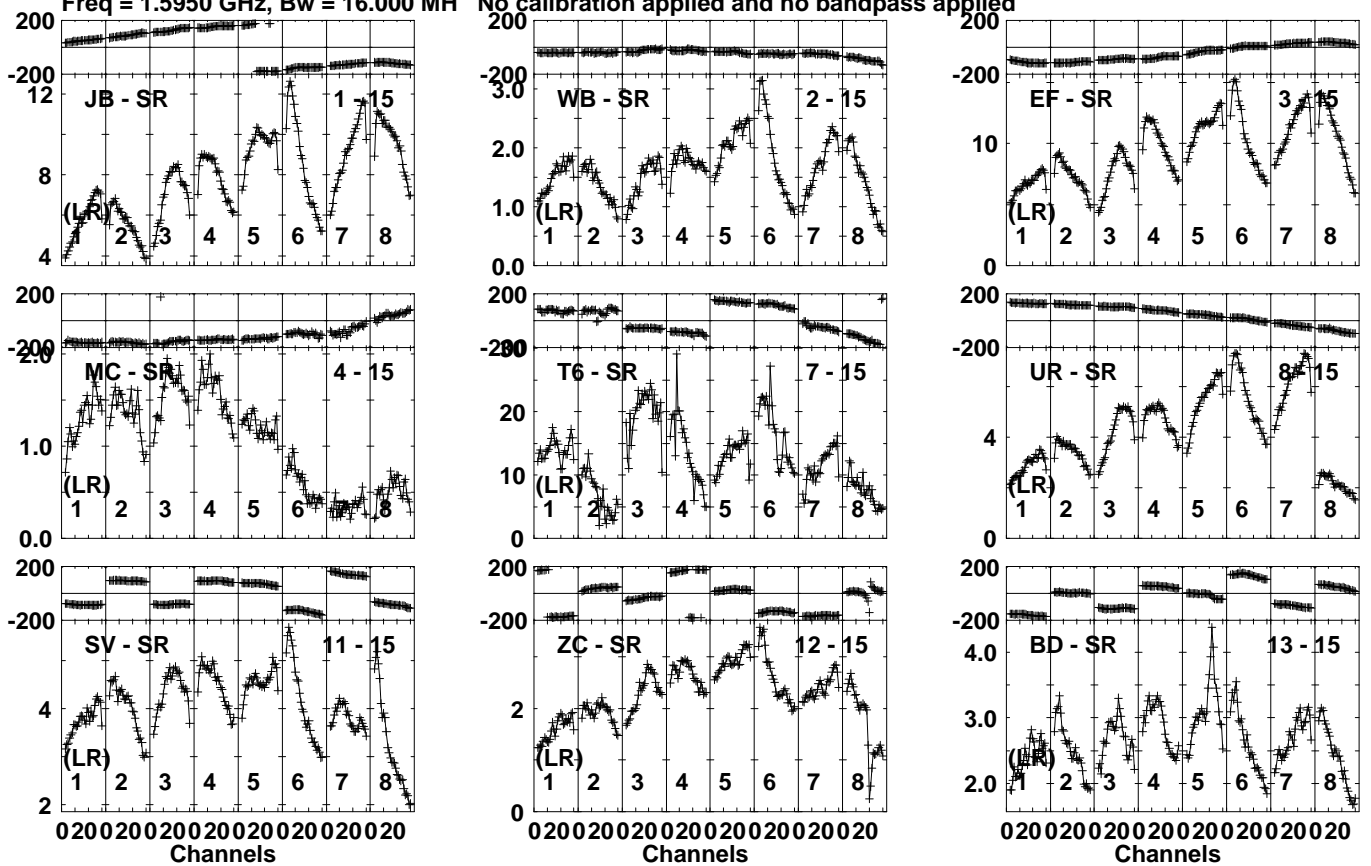 Freq = 1.5950 GHz, Bw = 16.000 MH No calibration applied and no bandpass applied
200
-200
JB - SR 1 - 15
12
8
4
(LR)
1 2 3 4 5 6 7 8
200
-200
WB - SR 2 - 15
3.0
2.0
1.0
0.0
(LR)
1 2 3 4 5 6 7 8
200
-200
EF - SR 3 - 15
10
0
(LR)
1 2 3 4 5 6 7 8
200
-200
MC - SR 4 - 15
2.0
1.0
0.0
(LR)
1 2 3 4 5 6 7 8
200
-200
T6 - SR 7 - 15
30
20
10
0
(LR)
1 2 3 4 5 6 7 8
200
-200
UR - SR 8 - 15
4
0
(LR)
1 2 3 4 5 6 7 8
200
-200
SV - SR 11 - 15
4
2
(LR)
1 2 3 4 5 6 7 8
0 20 0 20 0 20 0 20 0 20 0 20 0 20 0 20
Channels
200
-200
ZC - SR 12 - 15
2
0
(LR)
1 2 3 4 5 6 7 8
0 20 0 20 0 20 0 20 0 20 0 20 0 20 0 20
Channels
200
-200
BD - SR 13 - 15
4.0
3.0
2.0
(LR)
1 2 3 4 5 6 7 8
0 20 0 20 0 20 0 20 0 20 0 20 0 20 0 20
Channels